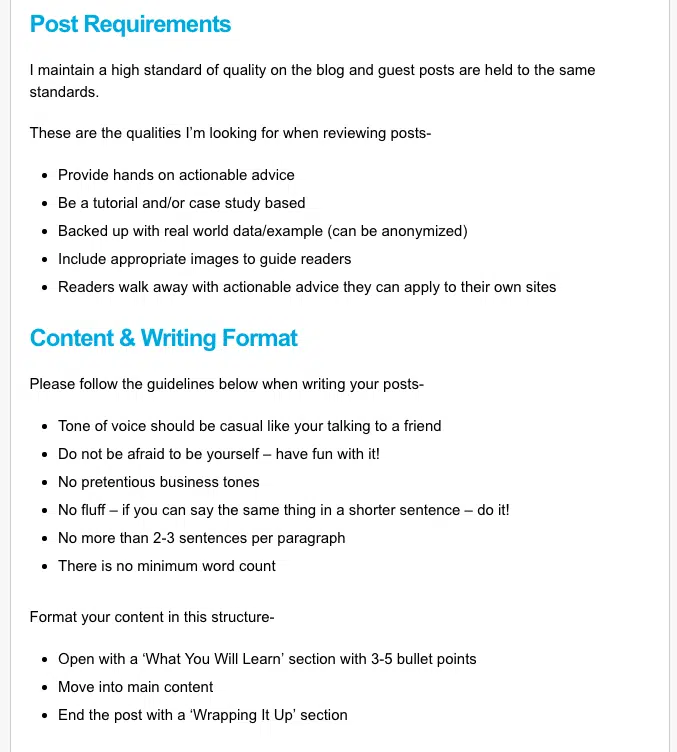 Post Requirements
I maintain a high standard of quality on the blog and guest posts are held to the same
standards.
These are the qualities I’m looking for when reviewing posts-
Provide hands on actionable advice
Be a tutorial and/or case study based
Backed up with real world data/example (can be anonymized)
Include appropriate images to guide readers
Readers walk away with actionable advice they can apply to their own sites
Content & Writing Format
Please follow the guidelines below when writing your posts-
Tone of voice should be casual like your talking to a friend
Do not be afraid to be yourself – have fun with it!
No pretentious business tones
No fluff – if you can say the same thing in a shorter sentence – do it!
No more than 2-3 sentences per paragraph
There is no minimum word count
Format your content in this structure-
Open with a ‘What You Will Learn’ section with 3-5 bullet points
Move into main content
End the post with a ‘Wrapping It Up’ section